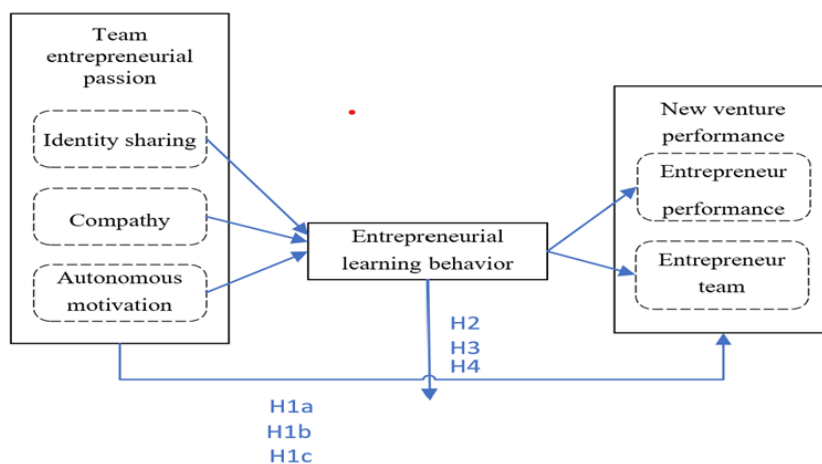 Team
entrepreneurial
passion
Identity sharing
Compathy
Autonomous
motivation
Entrepreneurial
learning behavior
New venture
performance
Entrepreneur
performance
Entrepreneur
team
H2
H3
H4
H1a
H1b
H1c